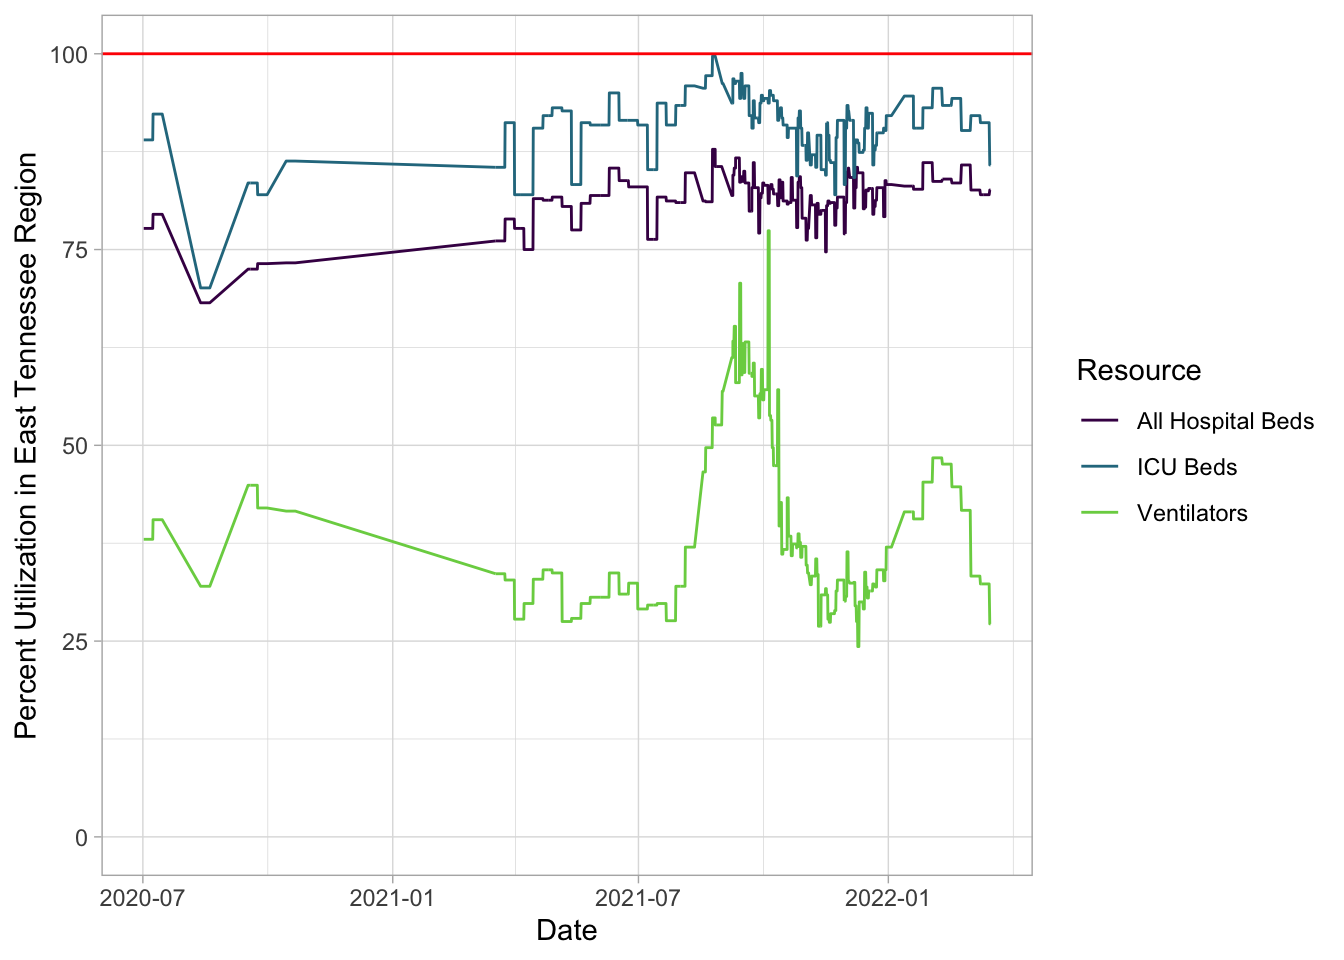 Percent Utilization in East Tennessee Region
100
75
50
25
0
2020-07
2021-01
2021-07
2022-01
Date
Resource
All Hospital Beds
ICU Beds
Ventilators